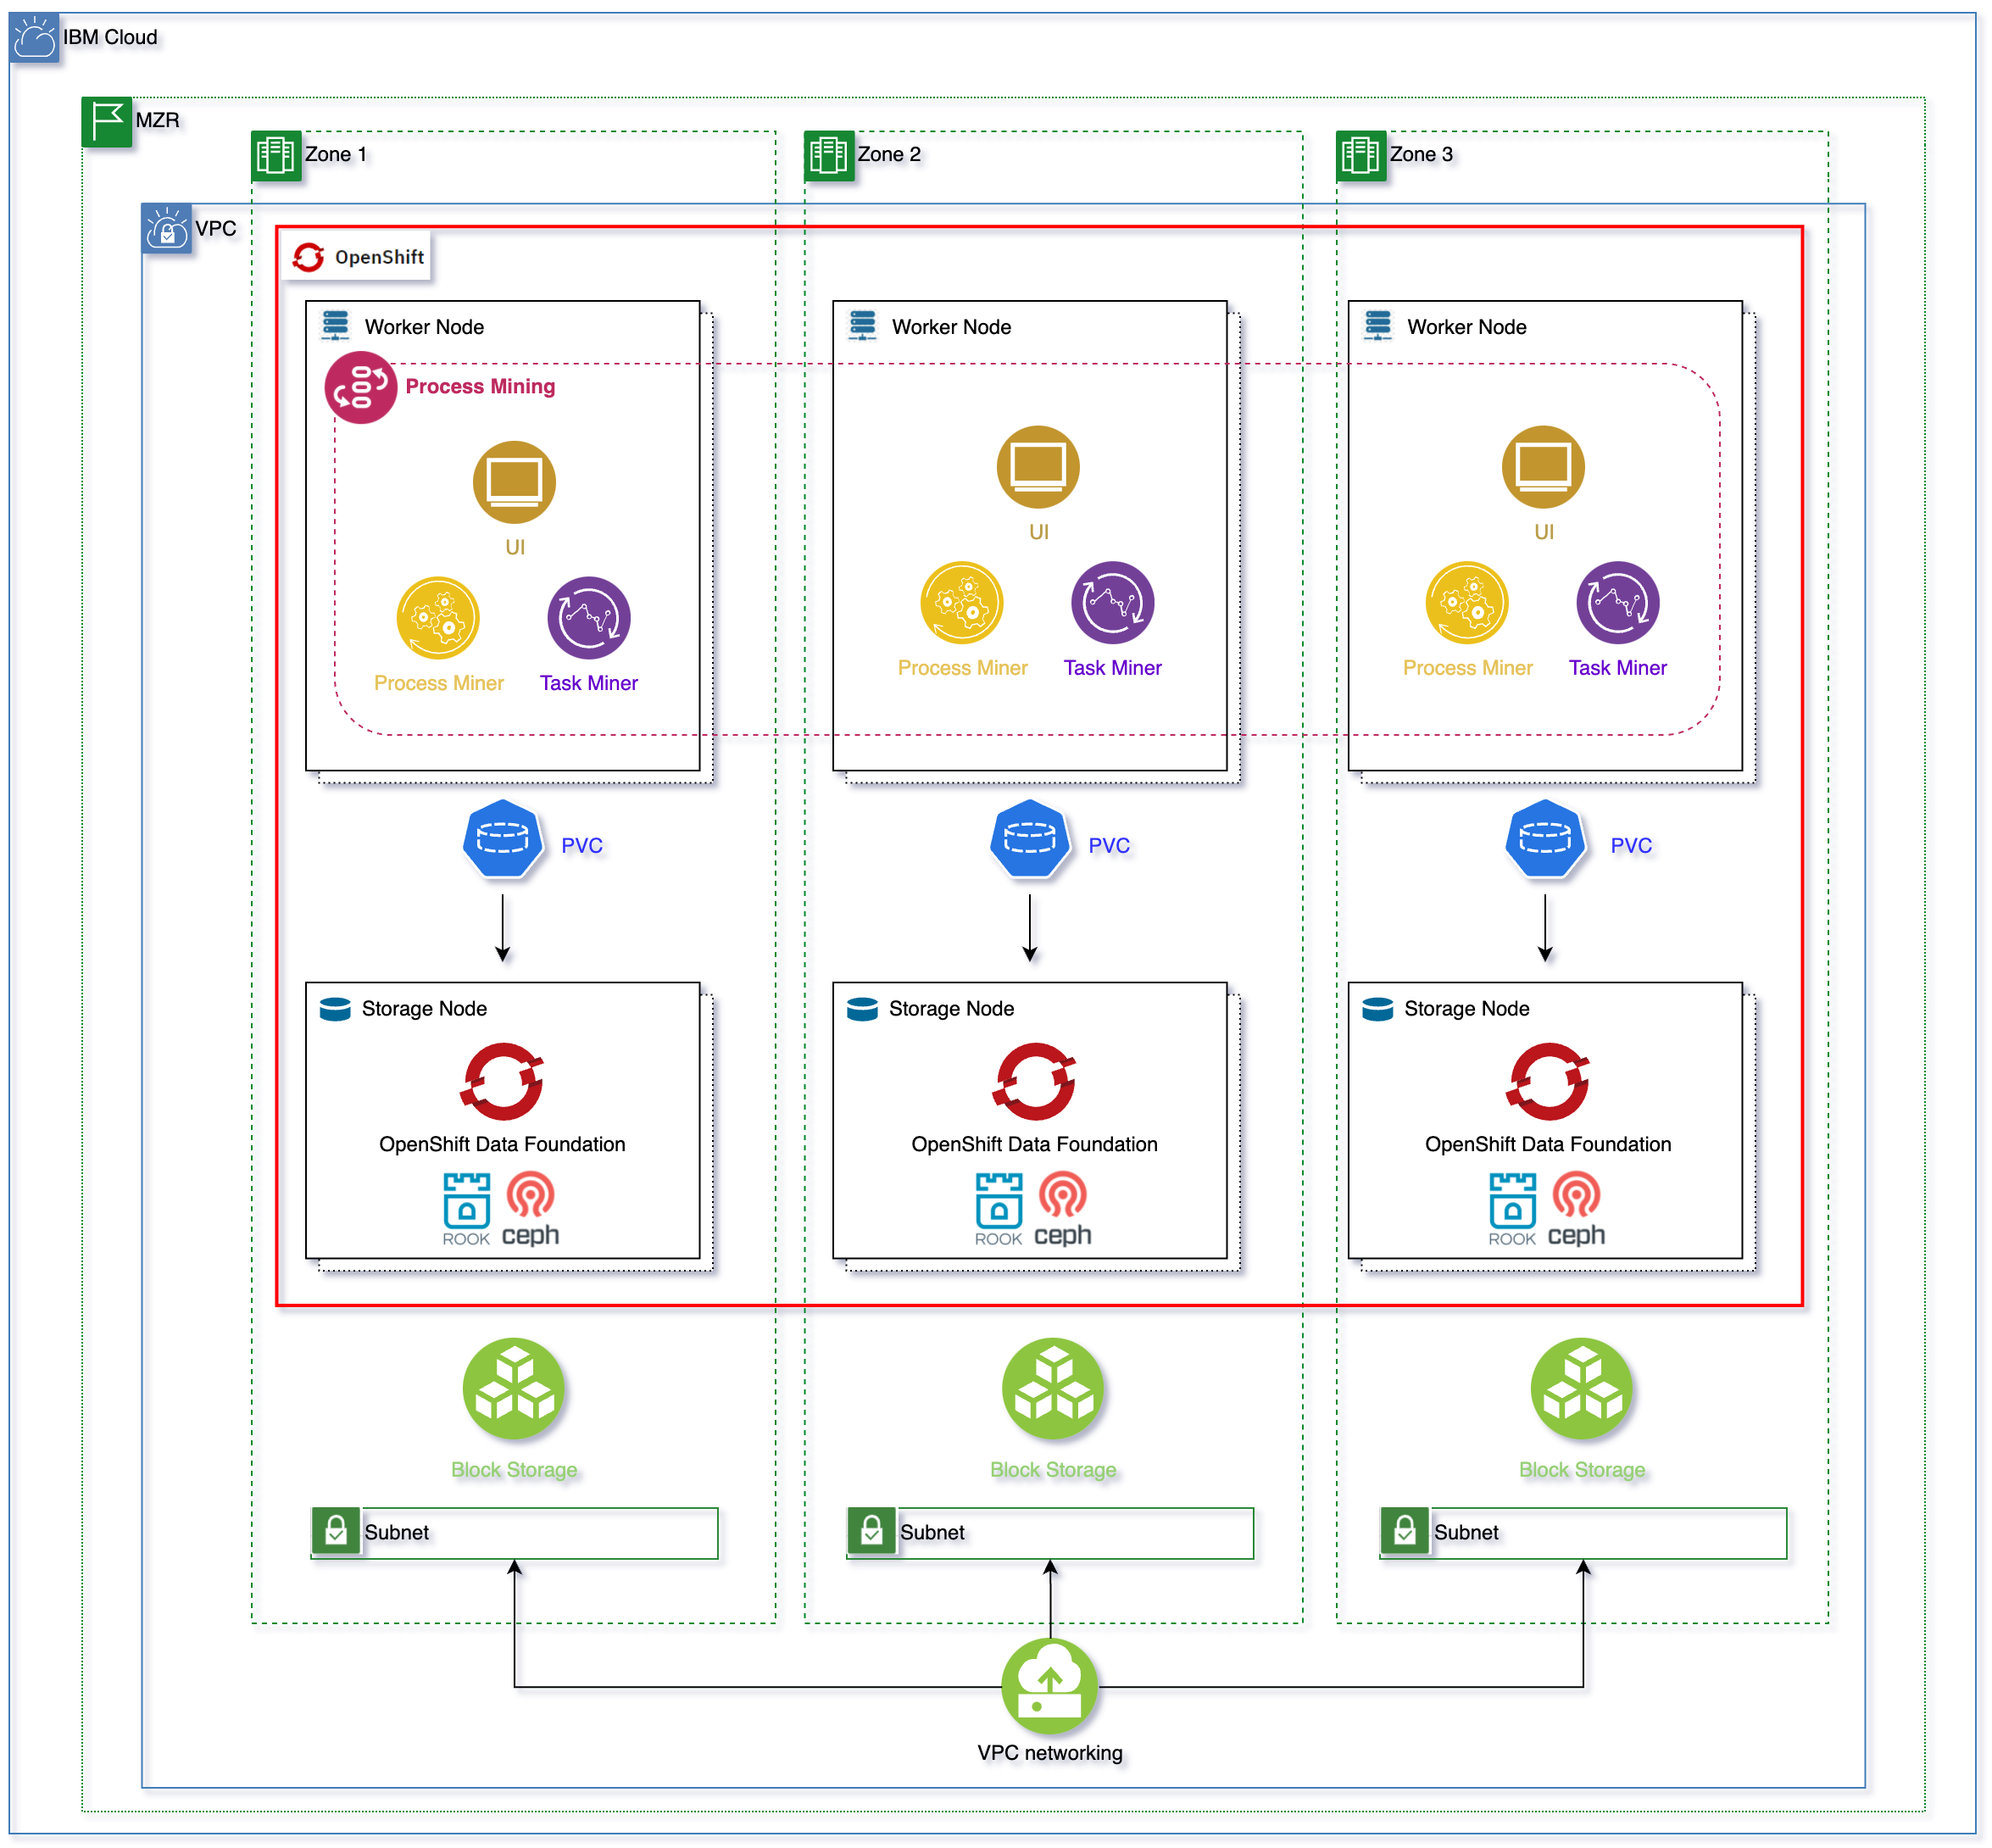 IBM Cloud
MZR
Zone 1
Zone 2
Zone 3
VPC
OpenShift
Worker Node
Worker Node
Worker Node
Process Mining
UI
UI
UI
Process Miner
Task Miner
Process Miner
Task Miner
Process Miner
Task Miner
PVC
PVC
PVC
Storage Node
Storage Node
Storage Node
OpenShift Data Foundation
OpenShift Data Foundation
OpenShift Data Foundation
ROOK
ceph
ROOK
ceph
ROOK
ceph
Block Storage
Block Storage
Block Storage
Subnet
Subnet
Subnet
VPC networking